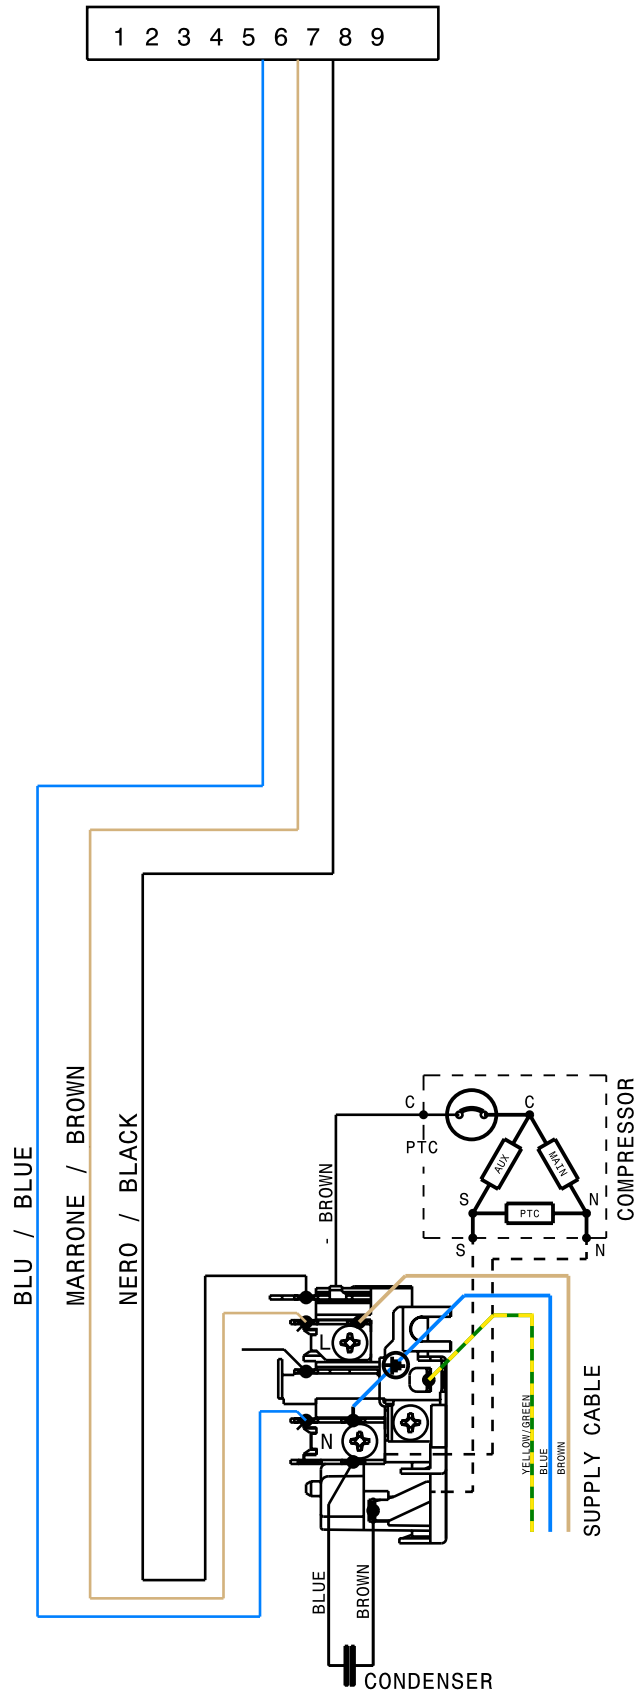 1 2 3 4 5 6 7 8 9
BLU / BLUE
MARRONE / BROWN
NERO / BLACK
- BROWN
C
PTC
C
AUX
MAIN
S
PTC
N
S
N
COMPRESSOR
L
N
YELLOW/GREEN
BLUE
BROWN
SUPPLY CABLE
BLUE
BROWN
CONDENSER